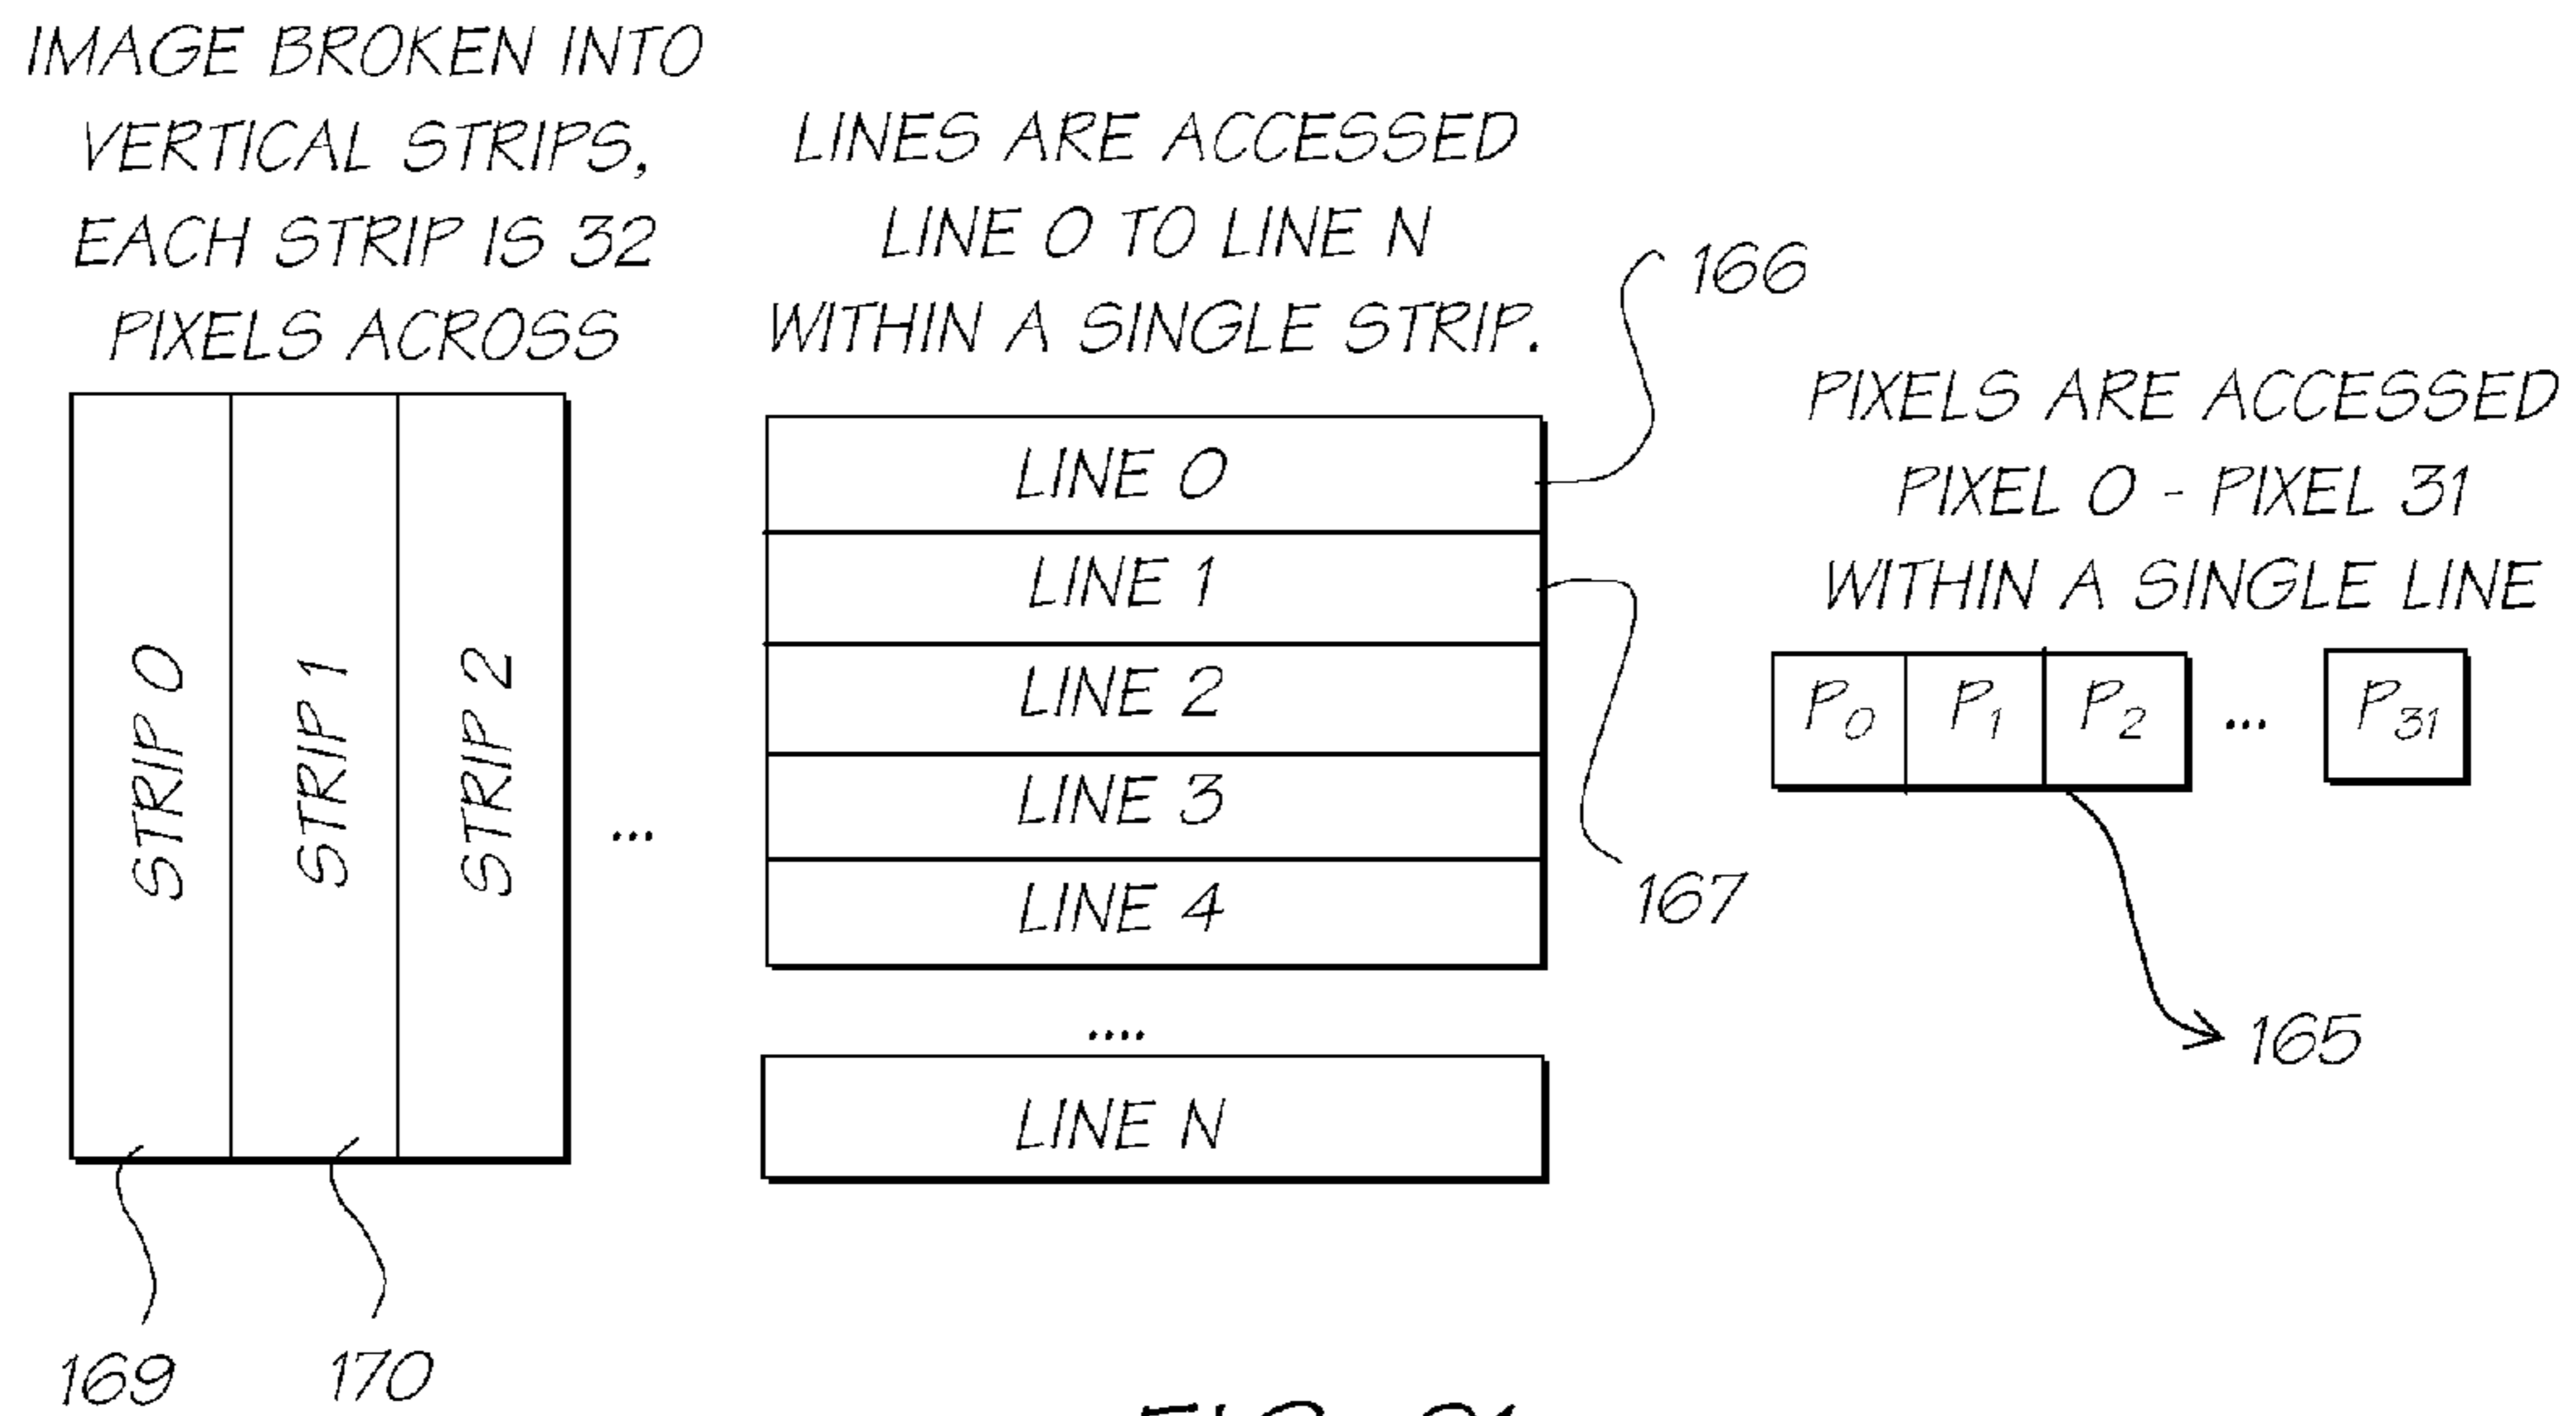 IMAGE BROKEN INTO
VERTICAL STRIPS,
EACH STRIP IS 32
PIXELS ACROSS
STRIP 0
STRIP 1
STRIP 2
...
169
170
LINES ARE ACCESSED
LINE 0 TO LINE N
WITHIN A SINGLE STRIP.
LINE 0
LINE 1
LINE 2
LINE 3
LINE 4
....
LINE N
166
167
PIXELS ARE ACCESSED
PIXEL 0 - PIXEL 31
WITHIN A SINGLE LINE
P0 P1 P2 ... P31
165